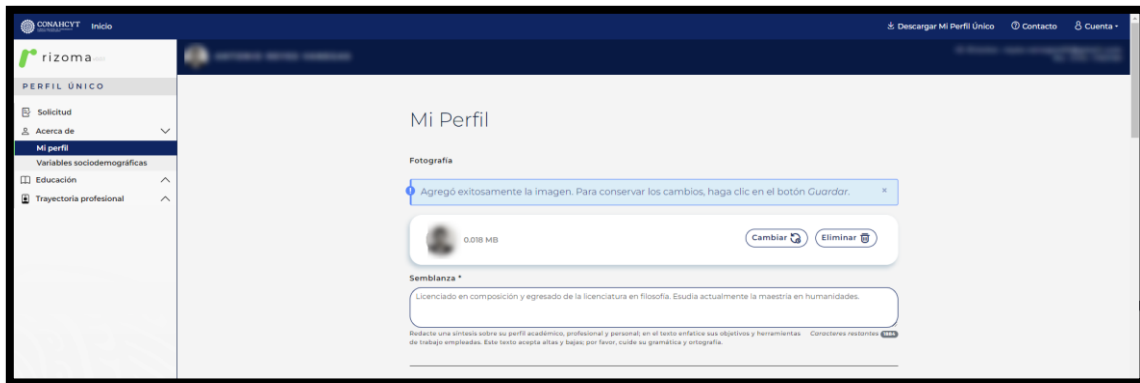 CONAHCYT Inicio
Descargar Mi Perfil Único Contacto Cuenta
rizoma
PERFIL ÚNICO
Solicitud
Acerca de
Mi perfil
Variables sociodemográficas
Educación
Trayectoria profesional
Mi Perfil
Fotografía
Agregó exitosamente la imagen. Para conservar los cambios, haga clic en el botón Guardar. ×
0.018 MB
Cambiar Eliminar
Semblanza *
Licenciado en composición y egresado de la licenciatura en filosofía. Esudia actualmente la maestría en humanidades.
Redacte una síntesis sobre su perfil académico, profesional y personal; en el texto enfatice sus objetivos y herramientas Caracteres restantes
de trabajo empleadas. Este texto acepta altas y bajas; por favor, cuide su gramática y ortografía.